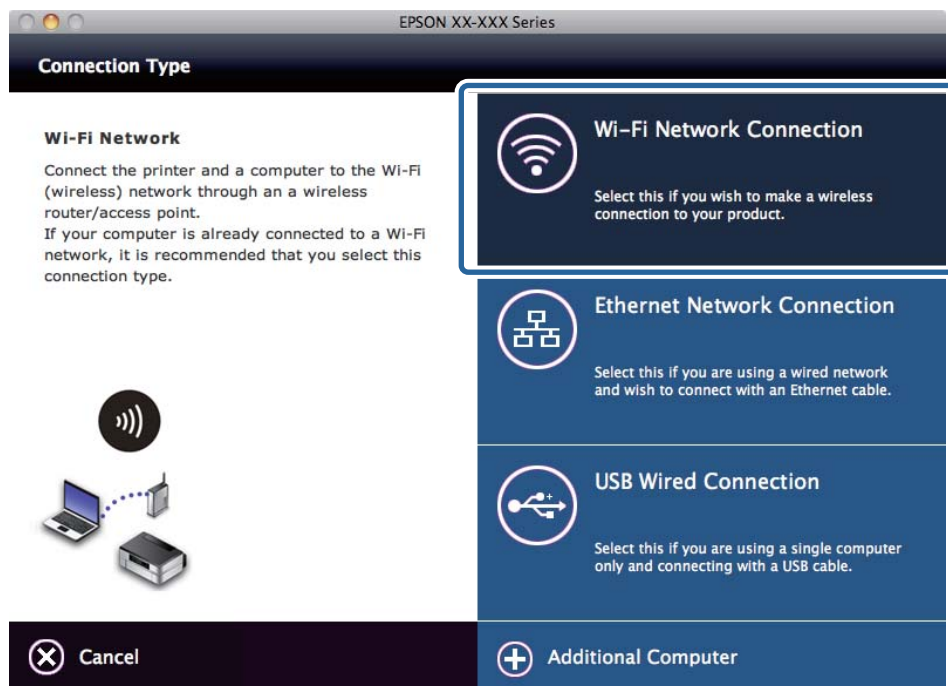 EPSON XX-XXX Series
Connection Type
Wi-Fi Network
Connect the printer and a computer to the Wi-Fi
(wireless) network through an a wireless
router/access point.
If your computer is already connected to a Wi-Fi
network, it is recommended that you select this
connection type.
Wi-Fi Network Connection
Select this if you wish to make a wireless
connection to your product.
Ethernet Network Connection
Select this if you are using a wired network
and wish to connect with an Ethernet cable.
USB Wired Connection
Select this if you are using a single computer
only and connecting with a USB cable.
Cancel
Additional Computer